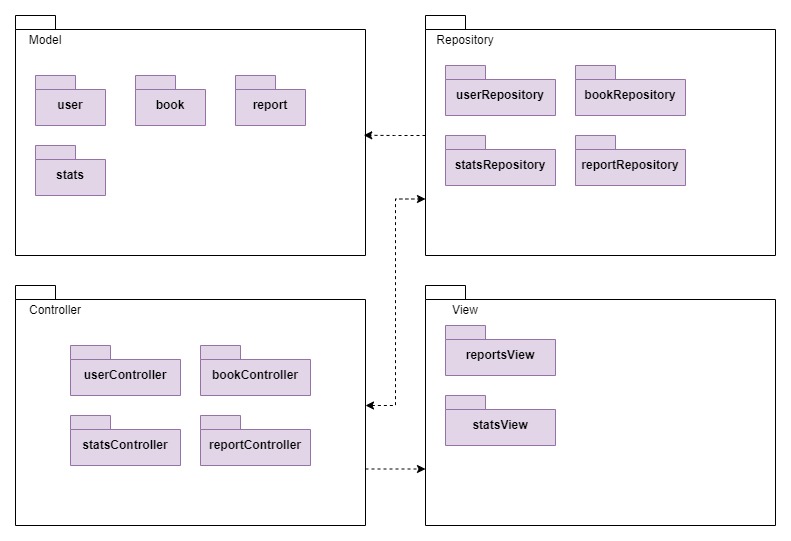 Model
user
book
report
stats
Repository
userRepository
bookRepository
statsRepository
reportRepository
Controller
userController
bookController
statsController
reportController
View
reportsView
statsView